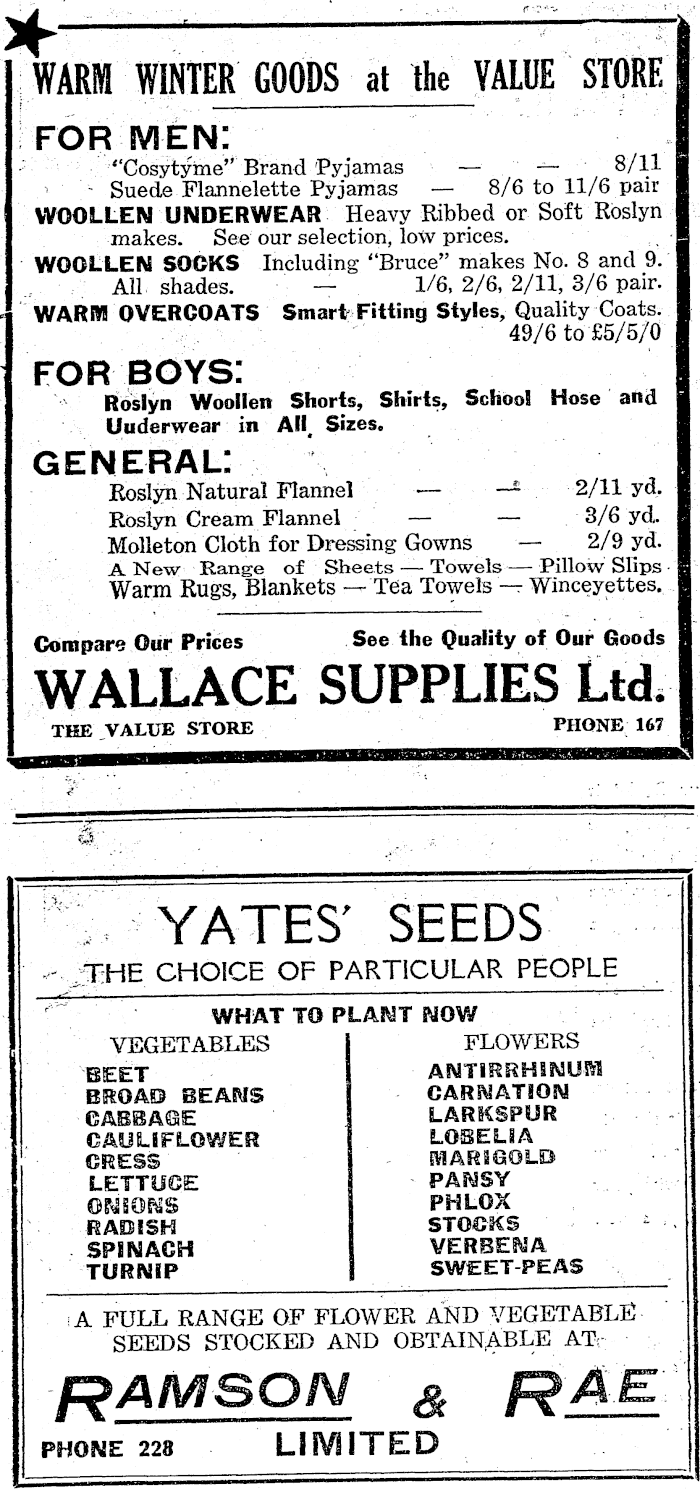 WARM WINTER GOODS at the VALUE STORE
FOR MEN:
"Cosytyme" Brand Pyjamas — — 8/11
Suede Flannelette Pyjamas — 8/6 to 11/6 pair
WOOLLEN UNDERWEAR Heavy Ribbed or Soft Roslyn
makes. See our selection, low prices.
WOOLLEN SOCKS Including "Bruce" makes No. 8 and 9.
All shades. — 1/6, 2/6, 2/11, 3/6 pair.
WARM OVERCOATS Smart Fitting Styles, Quality Coats.
49/6 to £5/5/0
FOR BOYS:
Roslyn Woollen Shorts, Shirts, School Hose and
Uuderwear in All Sizes.
GENERAL:
Roslyn Natural Flannel — — 2/11 yd.
Roslyn Cream Flannel — — 3/6 yd.
Molleton Cloth for Dressing Gowns — 2/9 yd.
A New Range of Sheets — Towels — Pillow Slips
Warm Rugs, Blankets — Tea Towels — Winceyettes.
Compare Our Prices See the Quality of Our Goods
WALLACE SUPPLIES Ltd.
THE VALUE STORE PHONE 167
YATES' SEEDS
THE CHOICE OF PARTICULAR PEOPLE
WHAT TO PLANT NOW
VEGETABLES
BEET
BROAD BEANS
CABBAGE
CAULIFLOWER
CRESS
LETTUCE
ONIONS
RADISH
SPINACH
TURNIP
FLOWERS
ANTIRRHINUM
CARNATION
LARKSPUR
LOBELIA
MARIGOLD
PANSY
PHLOX
STOCKS
VERBENA
SWEET-PEAS
A FULL RANGE OF FLOWER AND VEGETABLE
SEEDS STOCKED AND OBTAINABLE AT
RAMSON & RAE
PHONE 228 LIMITED